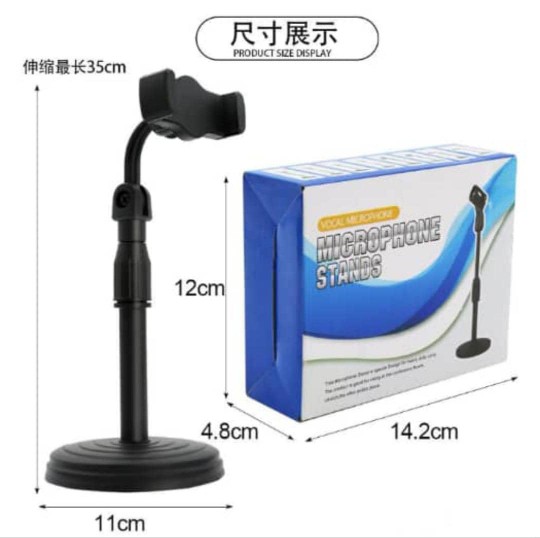 尺寸展示
PRODUCT SIZE DISPLAY
伸缩最长35cm
VOCAL MICROPHONE
MICROPHONE
STANDS
12cm
4.8cm
14.2cm
11cm